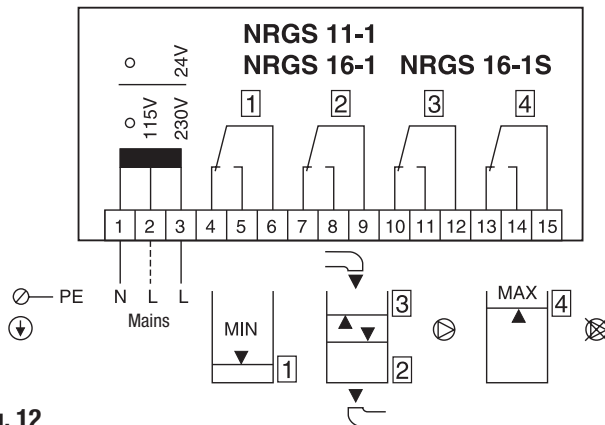 NRGS 11-1
NRGS 16-1 NRGS 16-1S
24V
115V
230V
1 2 3 4
1 2 3 4 5 6 7 8 9 10 11 12 13 14 15
PE N L L
Mains
MIN
1
3
2
MAX
4
. 12